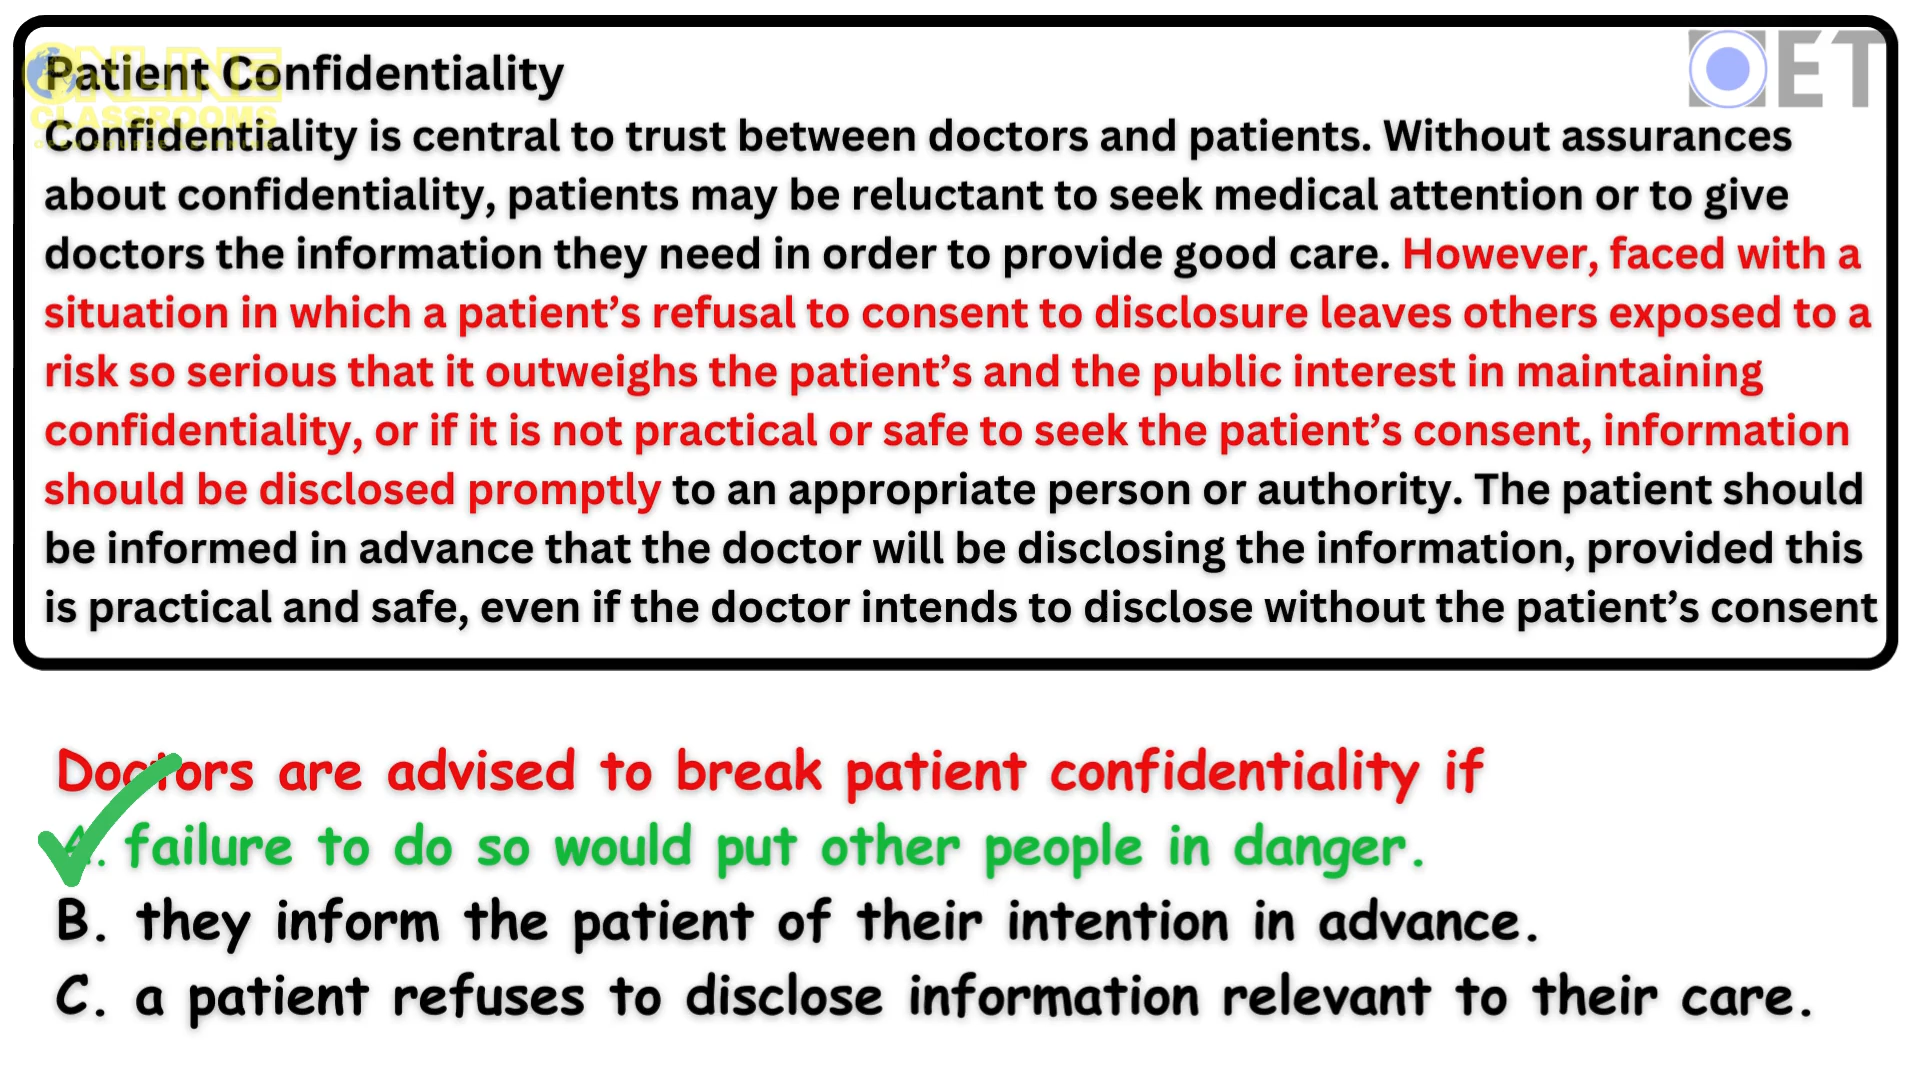 Patient Confidentiality
ONLINE
CLASSROOMS
OET
Confidentiality is central to trust between doctors and patients. Without assurances
about confidentiality, patients may be reluctant to seek medical attention or to give
doctors the information they need in order to provide good care. However, faced with a
situation in which a patient’s refusal to consent to disclosure leaves others exposed to a
risk so serious that it outweighs the patient’s and the public interest in maintaining
confidentiality, or if it is not practical or safe to seek the patient’s consent, information
should be disclosed promptly to an appropriate person or authority. The patient should
be informed in advance that the doctor will be disclosing the information, provided this
is practical and safe, even if the doctor intends to disclose without the patient’s consent
Doctors are advised to break patient confidentiality if
A. failure to do so would put other people in danger.
B. they inform the patient of their intention in advance.
C. a patient refuses to disclose information relevant to their care.